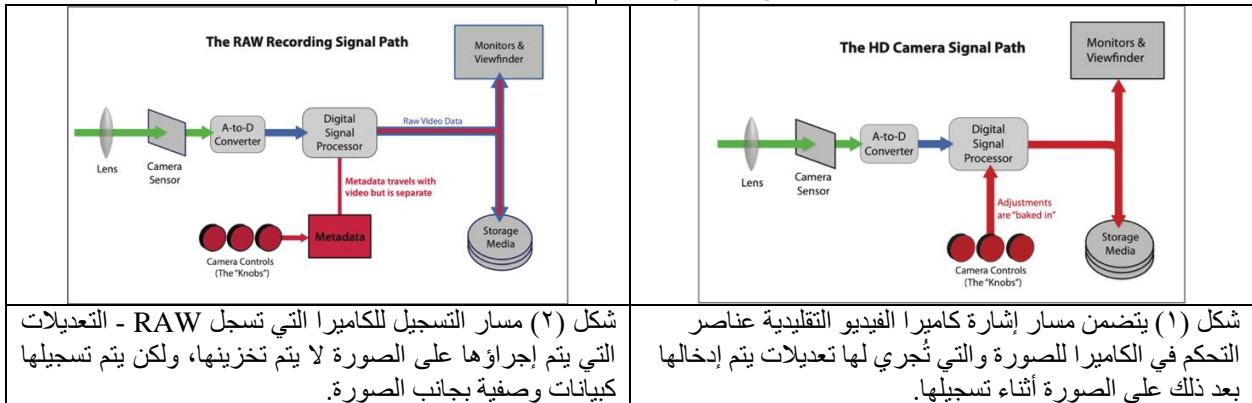 The HD Camera Signal Path
Monitors &
Viewfinder
Lens
Camera
Sensor
A-to-D
Converter
Digital
Signal
Processor
Adjustments
are "baked in"
Camera Controls
(The "Knobs")
Storage
Media
شكل (١) يتضمن مسار إشارة كاميرا الفيديو التقليدية عناصر
التحكم في الكاميرا للصورة والتي تُجري لها تعديلات يتم إدخالها
بعد ذلك على الصورة أثناء تسجيلها.
The RAW Recording Signal Path
Monitors &
Viewfinder
Lens
Camera
Sensor
A-to-D
Converter
Digital
Signal
Processor
Raw Video Data
Metadata travels with
video but is separate
Metadata
Camera Controls
(The "Knobs")
Storage
Media
شكل (٢) مسار التسجيل للكاميرا التي تسجل RAW - التعديلات
التي يتم إجراؤها على الصورة لا يتم تخزينها، ولكن يتم تسجيلها
كبيانات وصفية بجانب الصورة.